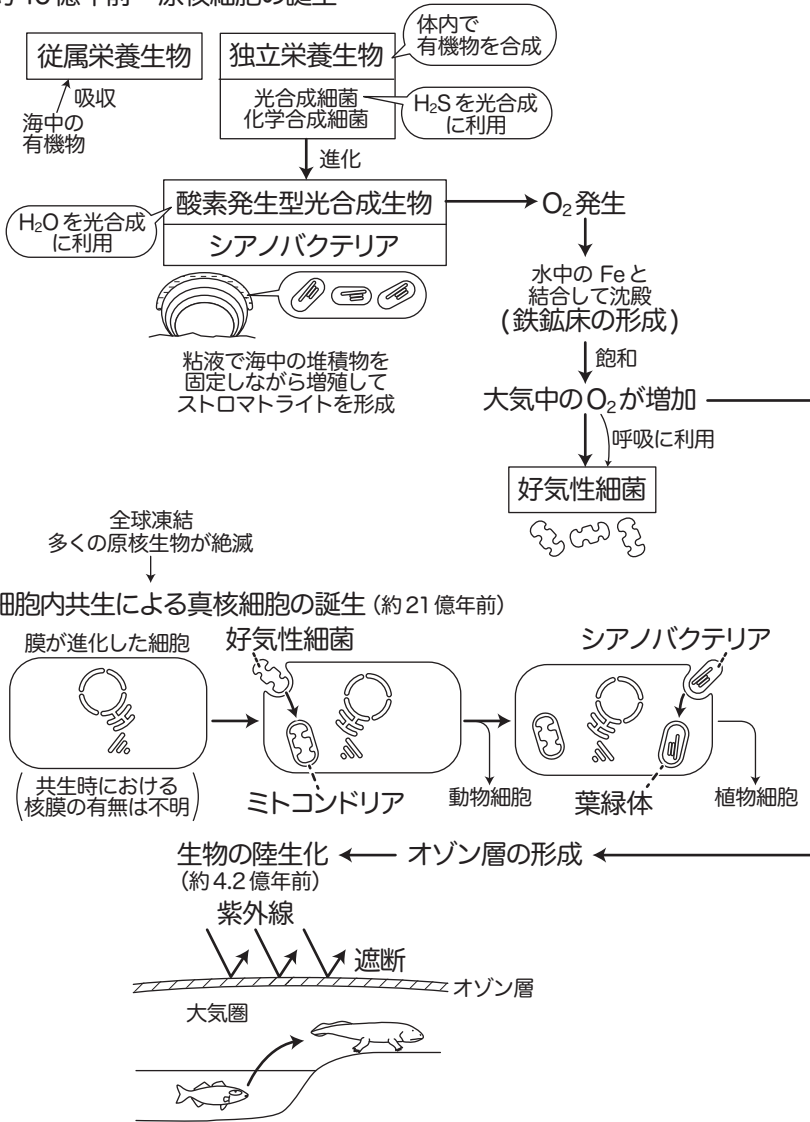 従属栄養生物
吸収
海中の
有機物
独立栄養生物
体内で
有機物を合成
光合成細菌
化学合成細菌
H₂Sを光合成
に利用
進化
酸素発生型光合成生物
シアノバクテリア
H₂Oを光合成
に利用
O₂発生
水中の Feと
結合して沈殿
(鉄鉱床の形成)
飽和
大気中のO₂が増加
呼吸に利用
好気性細菌
粘液で海中の堆積物を
固定しながら増殖して
ストロマトライトを形成
全球凍結
多くの原核生物が絶滅
細胞内共生による真核細胞の誕生(約21億年前)
膜が進化した細胞
好気性細菌
シアノバクテリア
(共生時における
核膜の有無は不明)
ミトコンドリア
動物細胞
葉緑体
植物細胞
生物の陸生化
(約4.2億年前)
オゾン層の形成
紫外線
遮断
オゾン層
大気圏